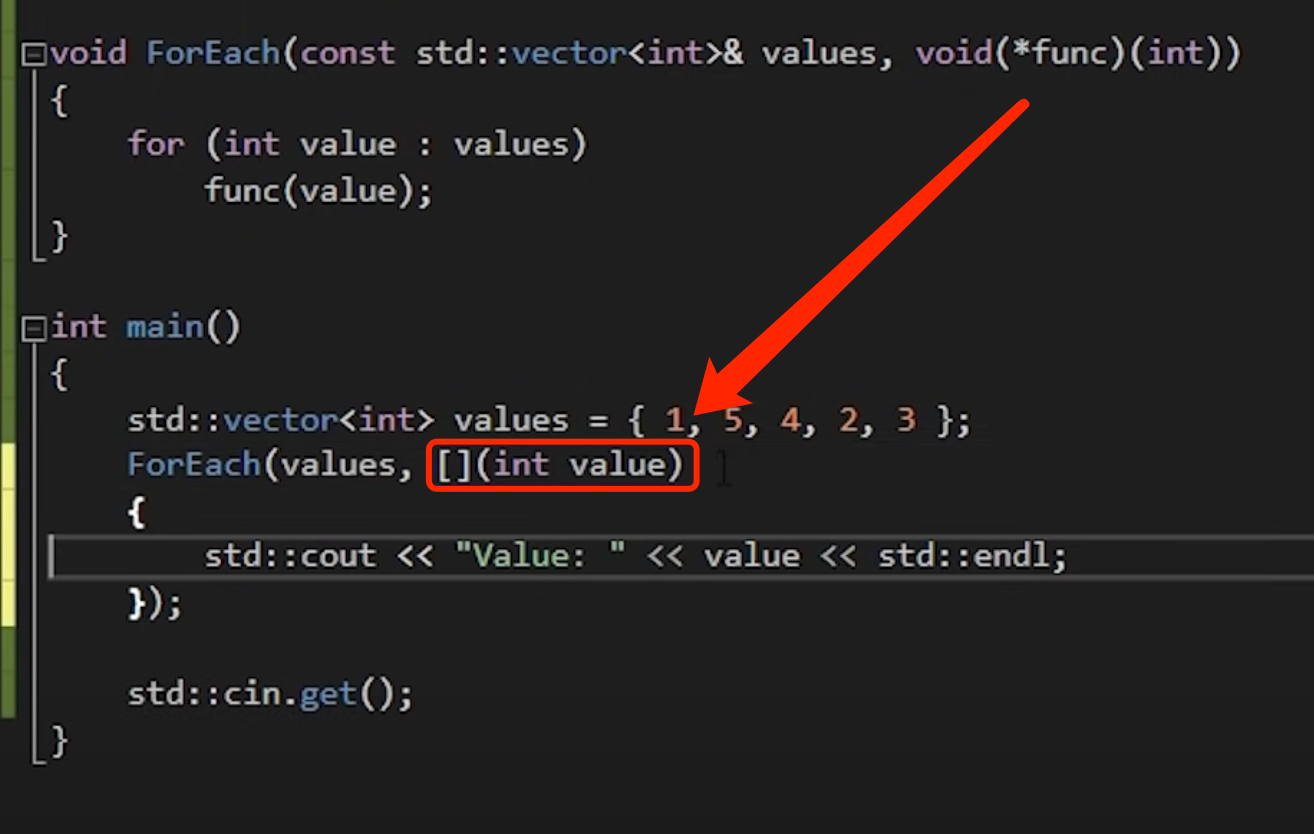 void ForEach(const std::vector<int>& values, void(*func)(int))
{
    for (int value : values)
        func(value);
}
int main()
{
    std::vector<int> values = { 1, 5, 4, 2, 3 };
    ForEach(values, [](int value)
    {
        std::cout << "Value: " << value << std::endl;
    });
    std::cin.get();
}